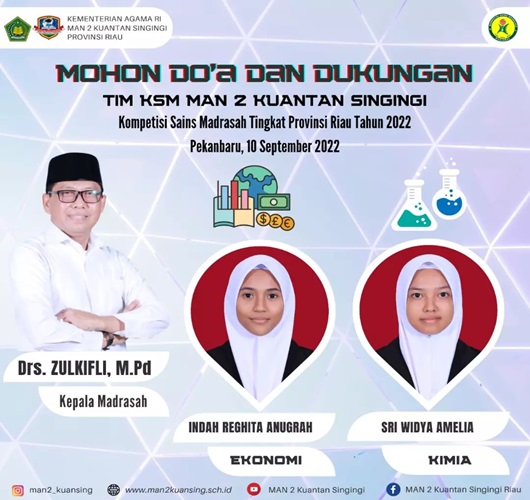 KEMENTERIAN AGAMA RI
MAN 2 KUANTAN SINGINGI
PROVINSI RIAU
MOHON DO'A DAN DUKUNGAN
TIM KSM MAN 2 KUANTAN SINGINGI
Kompetisi Sains Madrasah Tingkat Provinsi Riau Tahun 2022
Pekanbaru, 10 September 2022
Drs. ZULKIFLI, M.Pd
Kepala Madrasah
INDAH REGHITA ANUGRAH
EKONOMI
SRI WIDYA AMELIA
KIMIA
man2_kuansing
www.man2kuansing.sch.id
MAN 2 Kuantan Singingi
MAN 2 Kuantan Singingi Riau